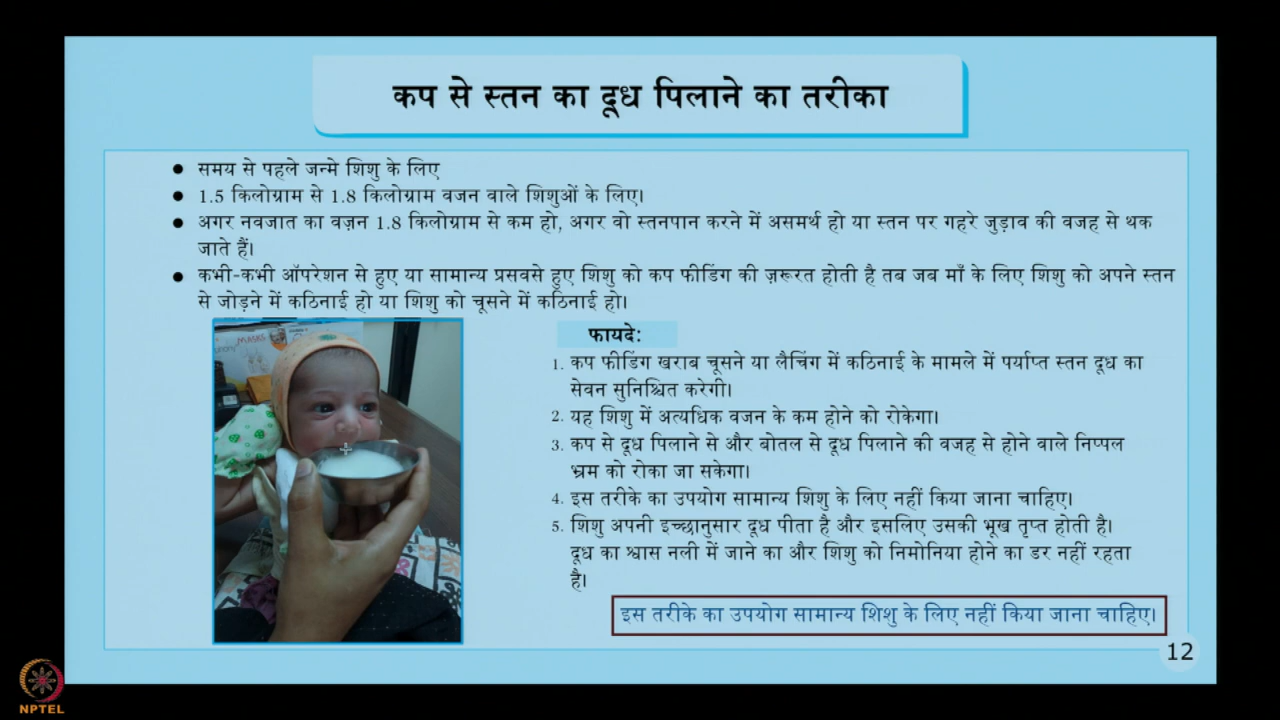 कप से स्तन का दूध पिलाने का तरीका
● समय से पहले जन्मे शिशु के लिए
● 1.5 किलोग्राम से 1.8 किलोग्राम वजन वाले शिशुओं के लिए।
● अगर नवजात का वज़न 1.8 किलोग्राम से कम हो, अगर वो स्तनपान करने में असमर्थ हो या स्तन पर गहरे जुड़ाव की वजह से थक
जाते हैं।
● कभी-कभी ऑपरेशन से हुए या सामान्य प्रसवसे हुए शिशु को कप फीडिंग की ज़रूरत होती है तब जब माँ के लिए शिशु को अपने स्तन
से जोड़ने में कठिनाई हो या शिशु को चूसने में कठिनाई हो।
MASKS
फायदे:
1. कप फीडिंग खराब चूसने या लैचिंग में कठिनाई के मामले में पर्याप्त स्तन दूध का
सेवन सुनिश्चित करेगी।
2. यह शिशु में अत्यधिक वजन के कम होने को रोकेगा।
3. कप से दूध पिलाने से और बोतल से दूध पिलाने की वजह से होने वाले निप्पल
भ्रम को रोका जा सकेगा।
4. इस तरीके का उपयोग सामान्य शिशु के लिए नहीं किया जाना चाहिए।
5. शिशु अपनी इच्छानुसार दूध पीता है और इसलिए उसकी भूख तृप्त होती है।
दूध का श्वास नली में जाने का और शिशु को निमोनिया होने का डर नहीं रहता
है।
इस तरीके का उपयोग सामान्य शिशु के लिए नहीं किया जाना चाहिए।
12
NPTEL